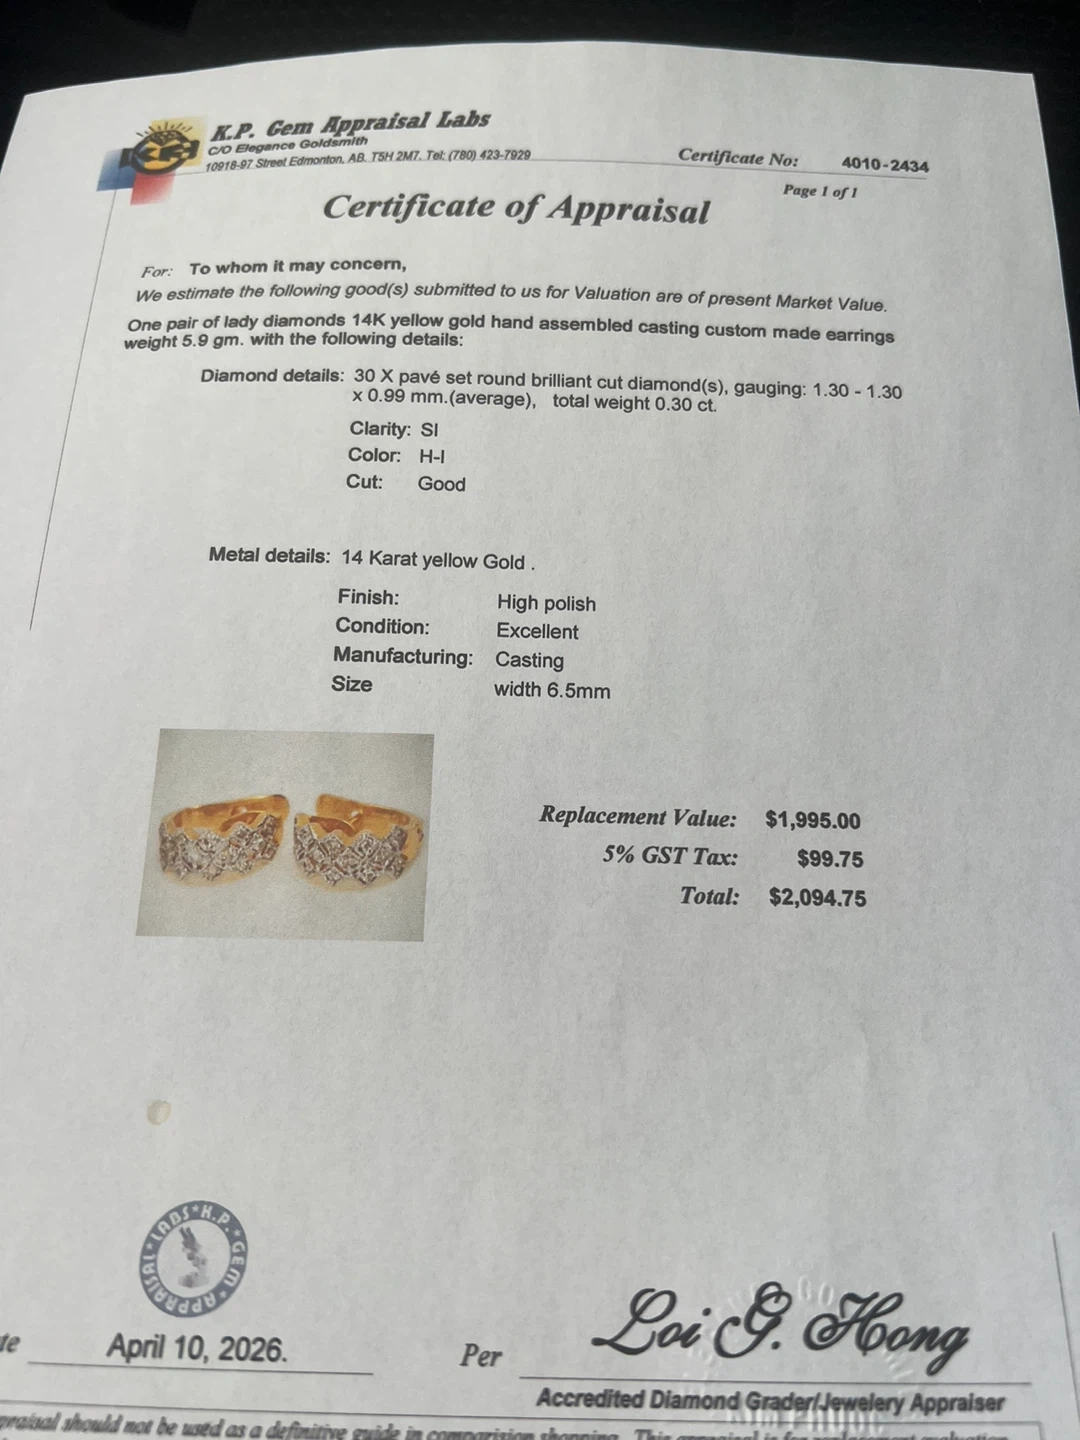 K.P. Gem Appraisal Labs
C/O Elegance Goldsmith
10918-97 Street Edmonton, AB. T5H 2M7. Tel: (780) 423-7929
Certificate No: 4010-2434
Page 1 of 1
Certificate of Appraisal
For: To whom it may concern,
We estimate the following good(s) submitted to us for Valuation are of present Market Value.
One pair of lady diamonds 14K yellow gold hand assembled casting custom made earrings
weight 5.9 gm. with the following details:
Diamond details: 30 X pavé set round brilliant cut diamond(s), gauging: 1.30 - 1.30
x 0.99 mm.(average), total weight 0.30 ct.
Clarity: SI
Color: H-I
Cut: Good
Metal details: 14 Karat yellow Gold .
Finish: High polish
Condition: Excellent
Manufacturing: Casting
Size width 6.5mm
Replacement Value: $1,995.00
5% GST Tax: $99.75
Total: $2,094.75
LABS * K.P. * GEM * APPRAISAL *
April 10, 2026.
Per Loi G. Hong
Accredited Diamond Grader/Jewelery Appraiser
should not be used as a definitive guide in comparision shopping. This appraisal is for replacement